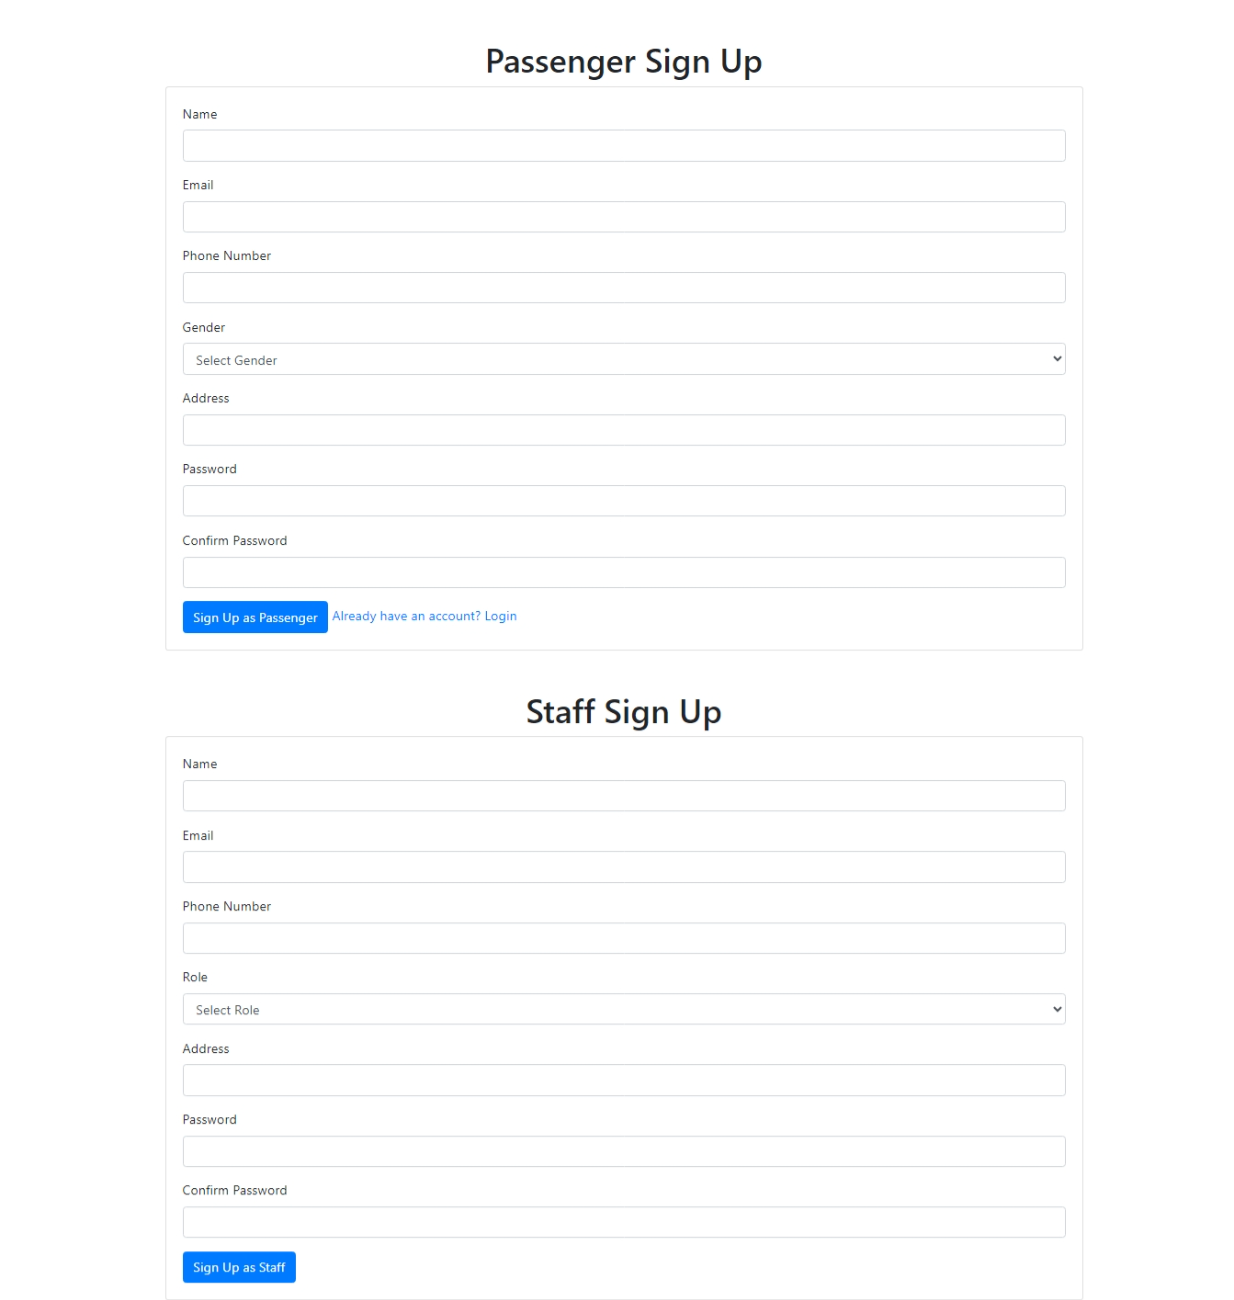 Passenger Sign Up
Name
Email
Phone Number
Gender
Select Gender
Address
Password
Confirm Password
Sign Up as Passenger Already have an account? Login
Staff Sign Up
Name
Email
Phone Number
Role
Select Role
Address
Password
Confirm Password
Sign Up as Staff